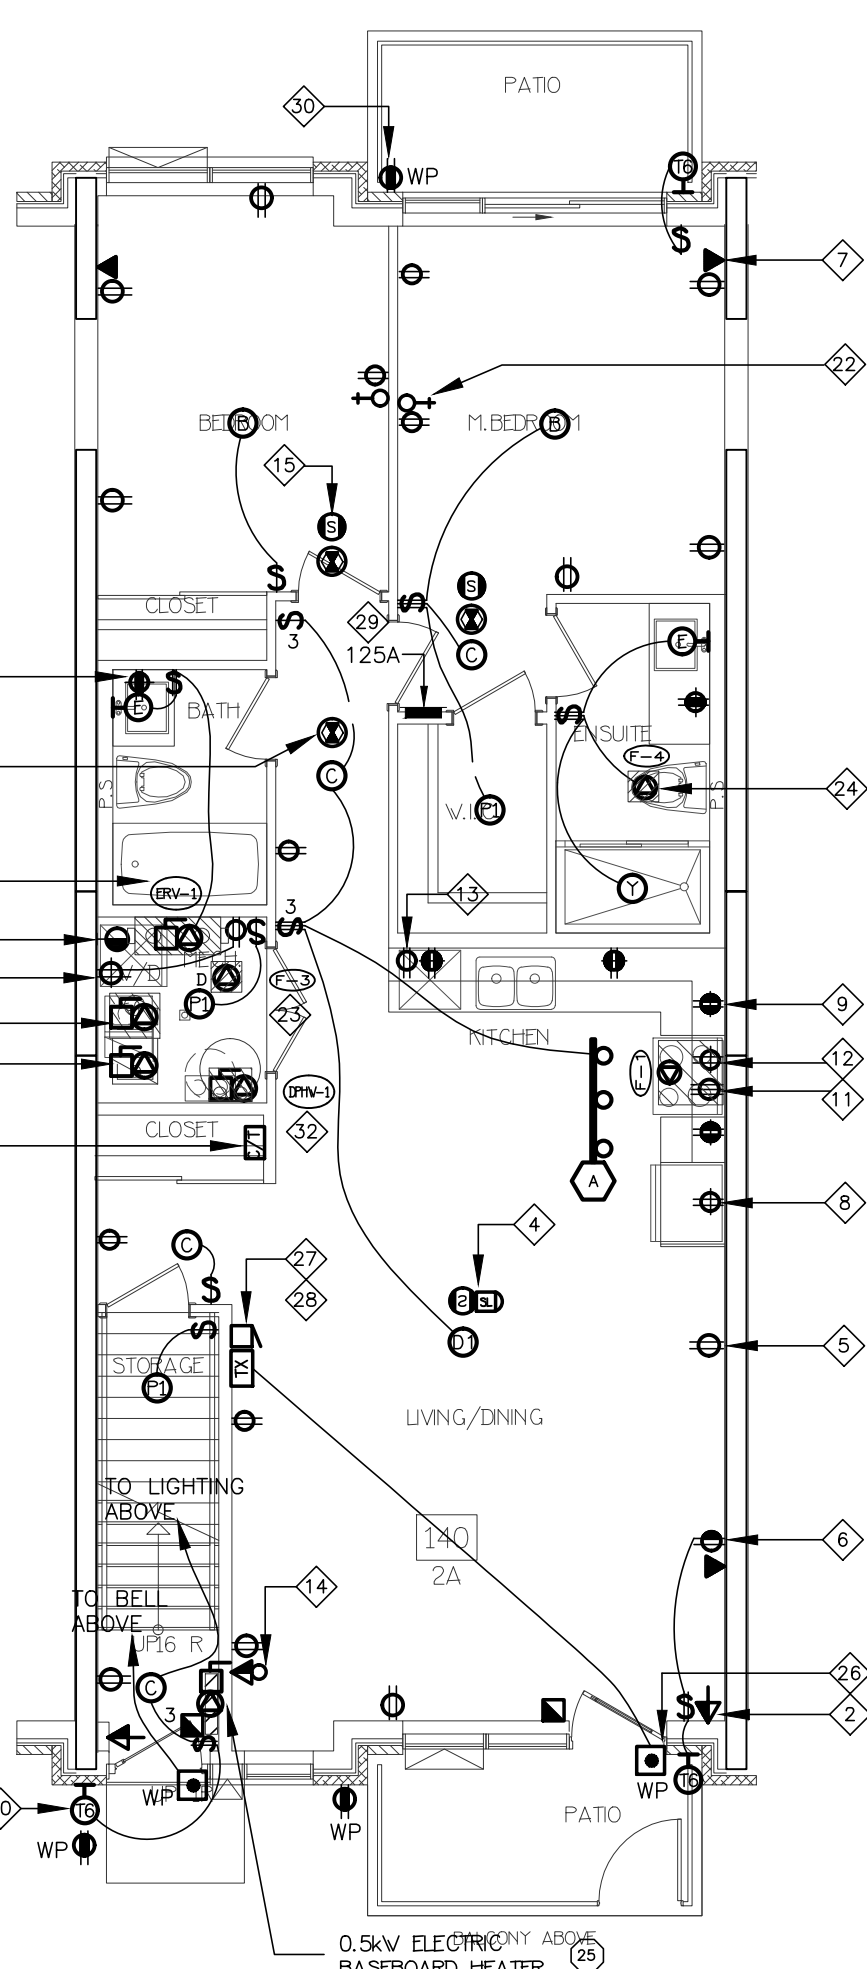 PATIO
30
WP
T6
$
7
22
BEDROOM
B
M.BEDROOM
B
15
S
$
S
CLOSET
$
3
29
125A
$
C
E
$
E
BATH
$
ENSUITE
F-4
P.S
P.S
C
W.I.C
P1
24
Y
ERV-1
13
3
$
$
W/D
MECH
D
F-3
P1
23
9
KITCHEN
F-1
12
11
DPHW-1
32
CLOSET
C/T
A
8
4
C
27
$
28
S
SL
$
TX
D1
5
STORAGE
P1
LIVING/DINING
TO LIGHTING
ABOVE
140
2A
6
14
TO BELL
ABOVE
UP16 R
C
26
3
$
2
$
WP
WP
T6
0
T6
WP
WP
PATIO
BALCONY ABOVE
0.5kW ELECTRIC
25
BASEBOARD HEATER